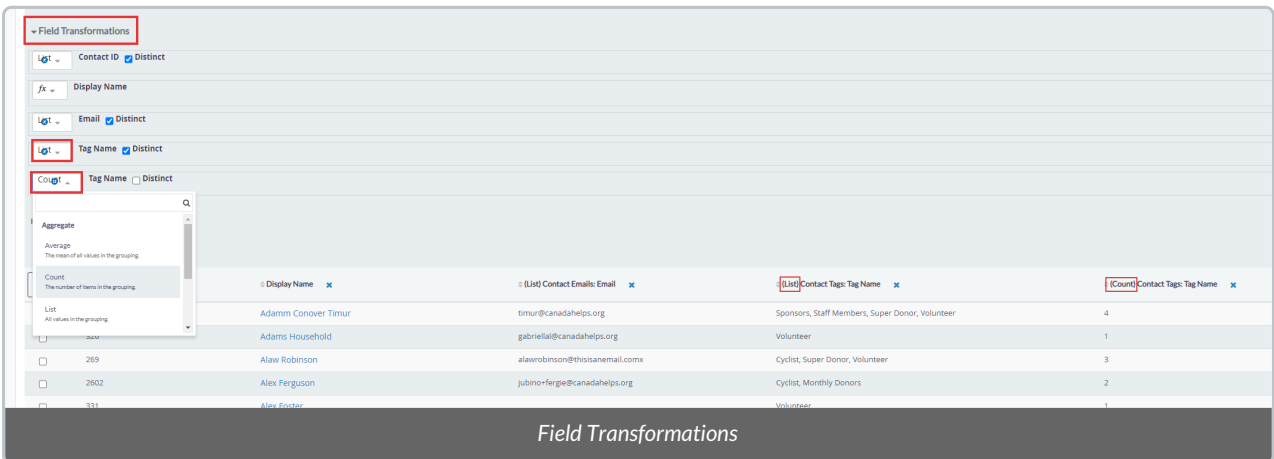 Field Transformations
List Contact ID Distinct
fx Display Name
List Email Distinct
List Tag Name Distinct
Count Tag Name Distinct
Aggregate
Average
The mean of all values in the grouping.
Count
The number of items in the grouping.
List
All values in the grouping.
Display Name (List) Contact Emails: Email (List) Contact Tags: Tag Name (Count) Contact Tags: Tag Name
Adamm Conover Timur timur@canadahelps.org Sponsors, Staff Members, Super Donor, Volunteer 4
320 Adams Household gabriellal@canadahelps.org Volunteer 1
269 Alaw Robinson alawrobinson@thisisanemail.comx Cyclist, Super Donor, Volunteer 3
2602 Alex Ferguson jubino+fergie@canadahelps.org Cyclist, Monthly Donors 2
331 Alex Foster Volunteer 1
Field Transformations